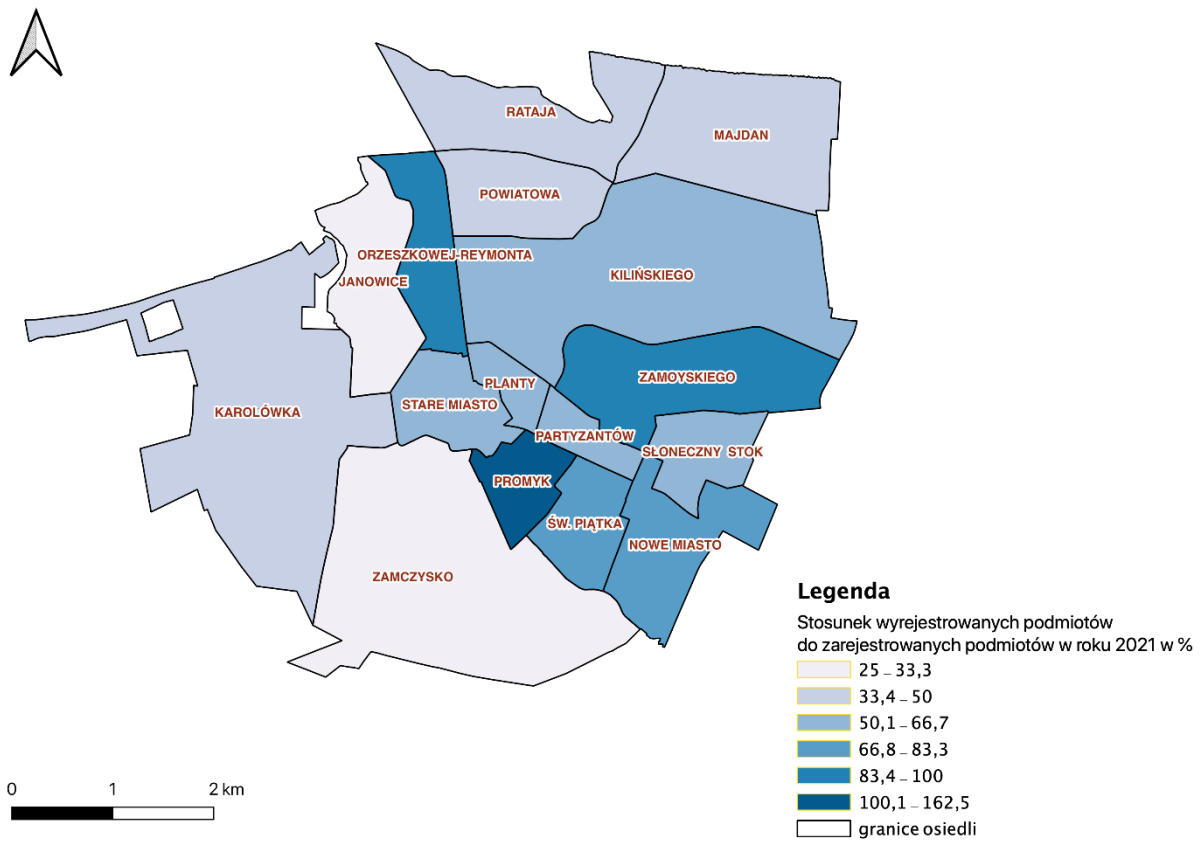 RATAJA
MAJDAN
POWIATOWA
ORZESZKOWEJ-REYMONTA
KILIŃSKIEGO
JANOWICE
ZAMOYSKIEGO
PLANTY
STARE MIASTO
KAROLÓWKA
PARTYZANTÓW
SŁONECZNY STOK
PROMYK
ŚW. PIĄTKA
NOWE MIASTO
ZAMCZYSKO
Legenda
Stosunek wyrejestrowanych podmiotów
do zarejestrowanych podmiotów w roku 2021 w %
25 – 33,3
33,4 – 50
50,1 – 66,7
66,8 – 83,3
83,4 – 100
100,1 – 162,5
granice osiedli
0 1 2 km